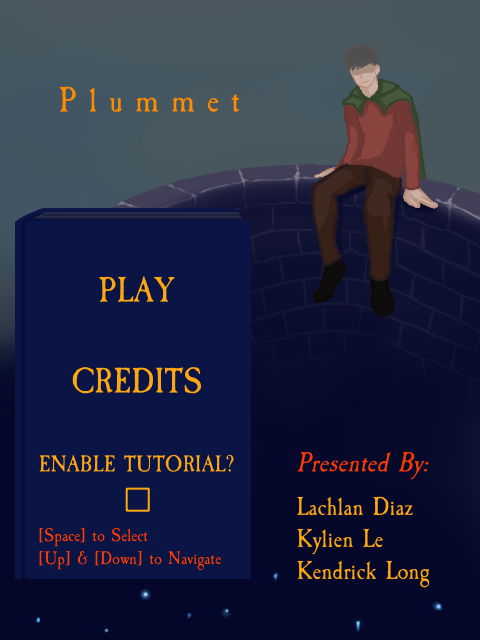 Plummet
PLAY
CREDITS
ENABLE TUTORIAL?
[Space] to Select
[Up] & [Down] to Navigate
Presented By:
Lachlan Diaz
Kylien Le
Kendrick Long